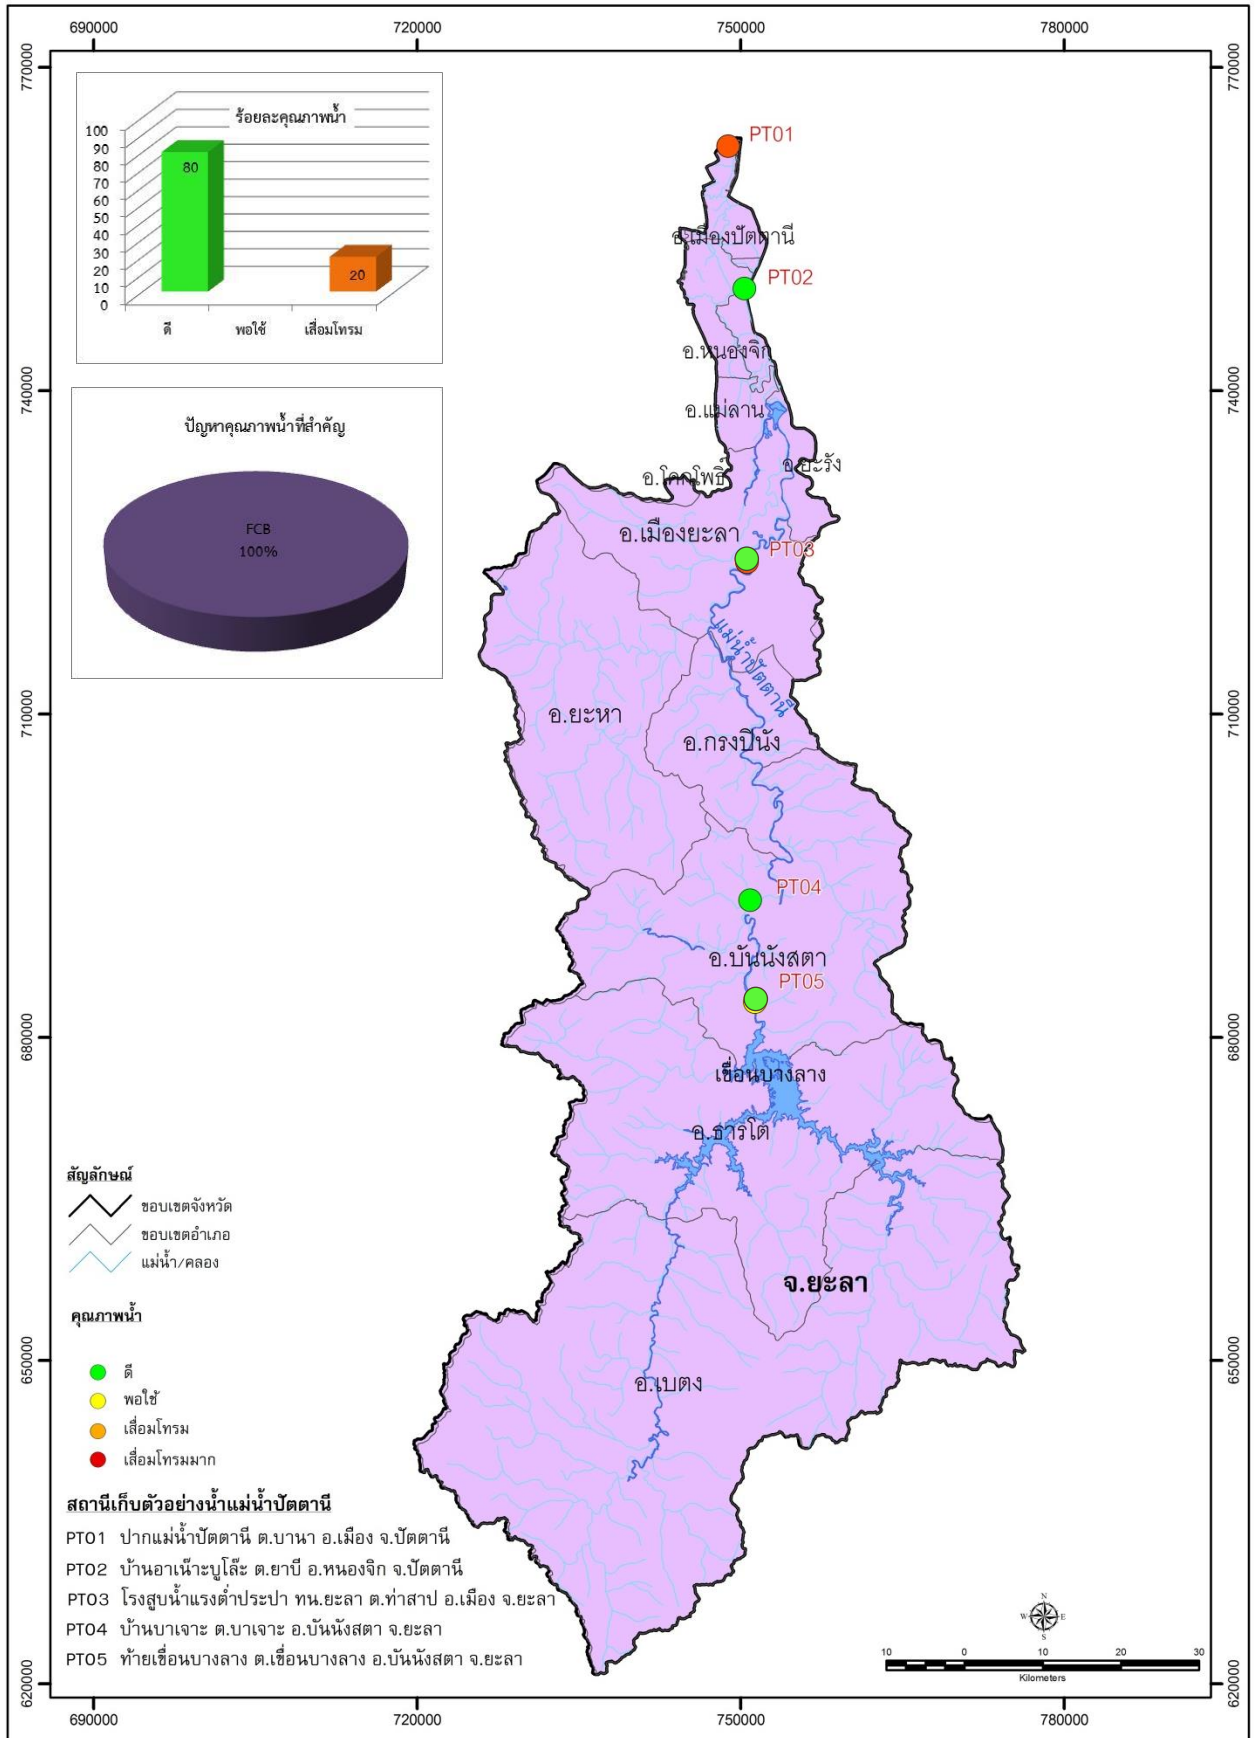 690000
720000
750000
780000
770000
770000
ร้อยละคุณภาพน้ำ
100
90
80
70
60
50
40
30
20
10
0
80
20
ดี
พอใช้
เสื่อมโทรม
ปัญหาคุณภาพน้ำที่สำคัญ
FCB
100%
PT01
อ.เมืองปัตตานี
PT02
อ.หนองจิก
740000
740000
อ.แม่ลาน
อ.ยะรัง
อ.โคกโพธิ์
อ.เมืองยะลา
PT03
แม่น้ำปัตตานี
710000
710000
อ.ยะหา
อ.กรงปินัง
PT04
อ.บันนังสตา
PT05
680000
680000
เขื่อนบางลาง
อ.ธารโต
จ.ยะลา
650000
650000
อ.เบตง
สัญลักษณ์
ขอบเขตจังหวัด
ขอบเขตอำเภอ
แม่น้ำ/คลอง
คุณภาพน้ำ
ดี
พอใช้
เสื่อมโทรม
เสื่อมโทรมมาก
สถานีเก็บตัวอย่างน้ำแม่น้ำปัตตานี
PT01 ปากแม่น้ำปัตตานี ต.บานา อ.เมือง จ.ปัตตานี
PT02 บ้านอาเน๊าะบูโล๊ะ ต.ยาบี อ.หนองจิก จ.ปัตตานี
PT03 โรงสูบน้ำแรงต่ำประปา ทน.ยะลา ต.ท่าสาป อ.เมือง จ.ยะลา
PT04 บ้านบาเจาะ ต.บาเจาะ อ.บันนังสตา จ.ยะลา
PT05 ท้ายเขื่อนบางลาง ต.เขื่อนบางลาง อ.บันนังสตา จ.ยะลา
N
W
E
S
10 0 10 20 30
Kilometers
620000
620000
690000
720000
750000
780000